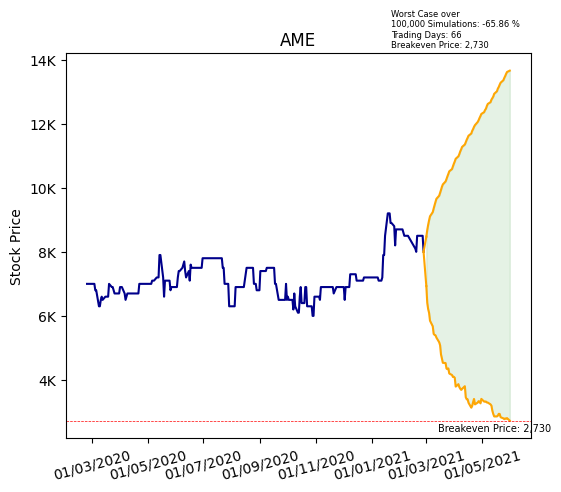 Worst Case over
100,000 Simulations: -65.86 %
Trading Days: 66
Breakeven Price: 2,730
AME
14K
12K
10K
8K
6K
4K
Stock Price
Breakeven Price: 2,730
01/03/2020
01/05/2020
01/07/2020
01/09/2020
01/11/2020
01/01/2021
01/03/2021
01/05/2021